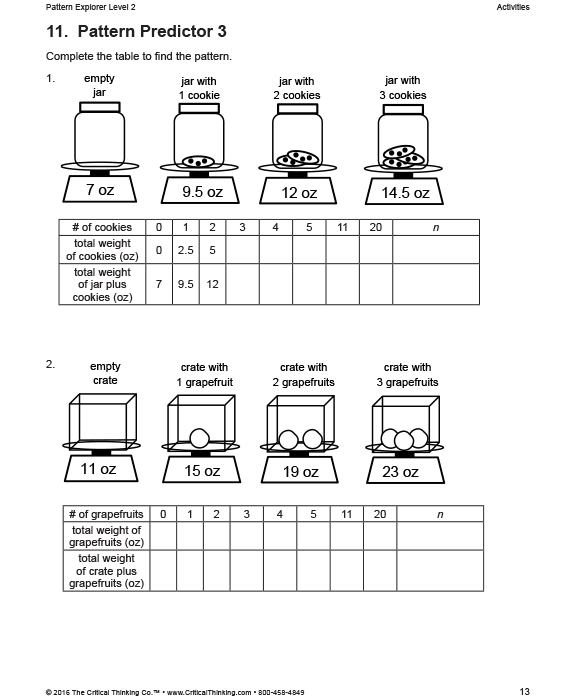 Pattern Explorer Level 2 Activities
11. Pattern Predictor 3
Complete the table to find the pattern.
1.
empty
jar
jar with
1 cookie
jar with
2 cookies
jar with
3 cookies
7 oz 9.5 oz 12 oz 14.5 oz
# of cookies 0 1 2 3 4 5 11 20 n
total weight
of cookies (oz) 0 2.5 5
total weight
of jar plus
cookies (oz) 7 9.5 12
2.
empty
crate
crate with
1 grapefruit
crate with
2 grapefruits
crate with
3 grapefruits
11 oz 15 oz 19 oz 23 oz
# of grapefruits 0 1 2 3 4 5 11 20 n
total weight of
grapefruits (oz)
total weight
of crate plus
grapefruits (oz)
© 2016 The Critical Thinking Co.™ • www.CriticalThinking.com • 800-458-4849 13